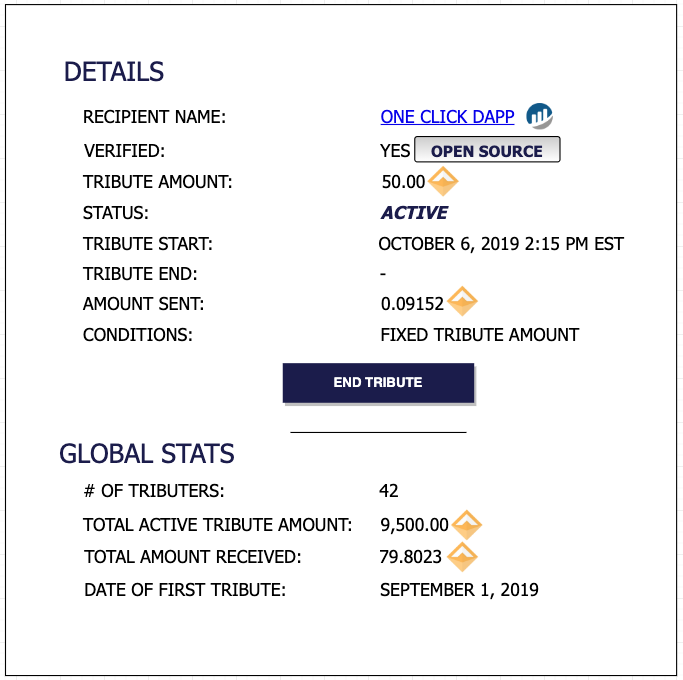 DETAILS
RECIPIENT NAME: ONE CLICK DAPP
VERIFIED: YES OPEN SOURCE
TRIBUTE AMOUNT: 50.00
STATUS: ACTIVE
TRIBUTE START: OCTOBER 6, 2019 2:15 PM EST
TRIBUTE END: -
AMOUNT SENT: 0.09152
CONDITIONS: FIXED TRIBUTE AMOUNT
END TRIBUTE
GLOBAL STATS
# OF TRIBUTERS: 42
TOTAL ACTIVE TRIBUTE AMOUNT: 9,500.00
TOTAL AMOUNT RECEIVED: 79.8023
DATE OF FIRST TRIBUTE: SEPTEMBER 1, 2019